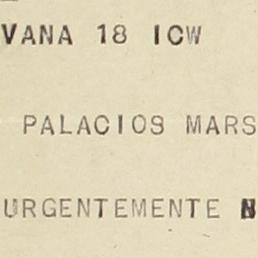 VANA 18 ICW
PALACIOS MARS
URGENTEMENTE N